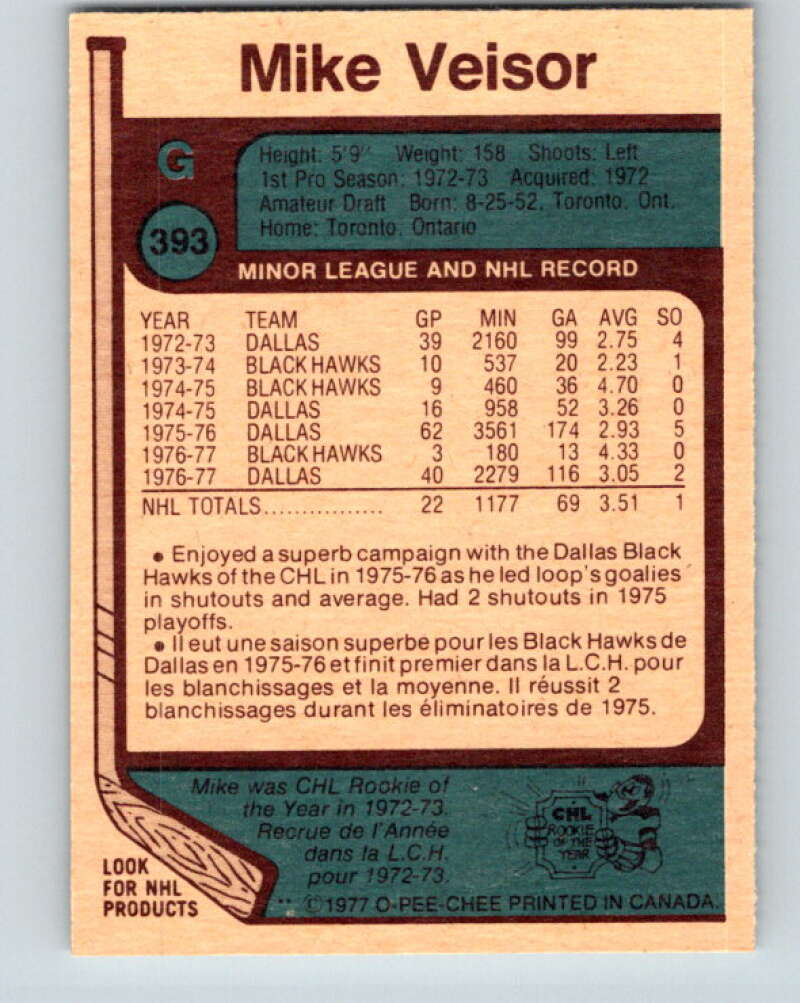 Mike Veisor
G
Height: 5'9" Weight: 158 Shoots: Left
1st Pro Season: 1972-73 Acquired: 1972
Amateur Draft Born: 8-25-52, Toronto, Ont.
Home: Toronto, Ontario
393
MINOR LEAGUE AND NHL RECORD
YEAR TEAM GP MIN GA AVG SO
1972-73 DALLAS 39 2160 99 2.75 4
1973-74 BLACK HAWKS 10 537 20 2.23 1
1974-75 BLACK HAWKS 9 460 36 4.70 0
1974-75 DALLAS 16 958 52 3.26 0
1975-76 DALLAS 62 3561 174 2.93 5
1976-77 BLACK HAWKS 3 180 13 4.33 0
1976-77 DALLAS 40 2279 116 3.05 2
NHL TOTALS................ 22 1177 69 3.51 1
• Enjoyed a superb campaign with the Dallas Black
Hawks of the CHL in 1975-76 as he led loop's goalies
in shutouts and average. Had 2 shutouts in 1975
playoffs.
• Il eut une saison superbe pour les Black Hawks de
Dallas en 1975-76 et finit premier dans la L.C.H. pour
les blanchissages et la moyenne. Il réussit 2
blanchissages durant les éliminatoires de 1975.
Mike was CHL Rookie of
the Year in 1972-73.
Recrue de l'Année
dans la L.C.H.
pour 1972-73.
CHL
ROOKIE
OF THE
YEAR
LOOK
FOR NHL
PRODUCTS
** ©1977 O-PEE-CHEE PRINTED IN CANADA.